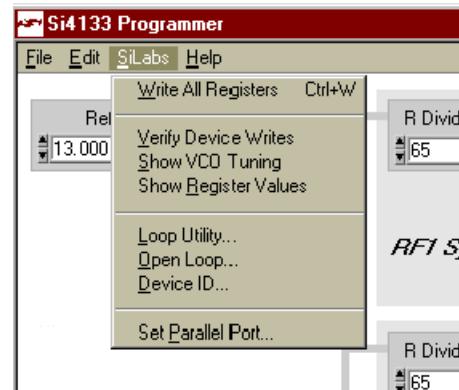 Si4133 Programmer
File Edit SiLabs Help
Write All Registers Ctrl+W
Verify Device Writes
Show VCO Tuning
Show Register Values
Loop Utility...
Open Loop...
Device ID...
Set Parallel Port...
13.000
R Divid
65
RF1
R Divid
65